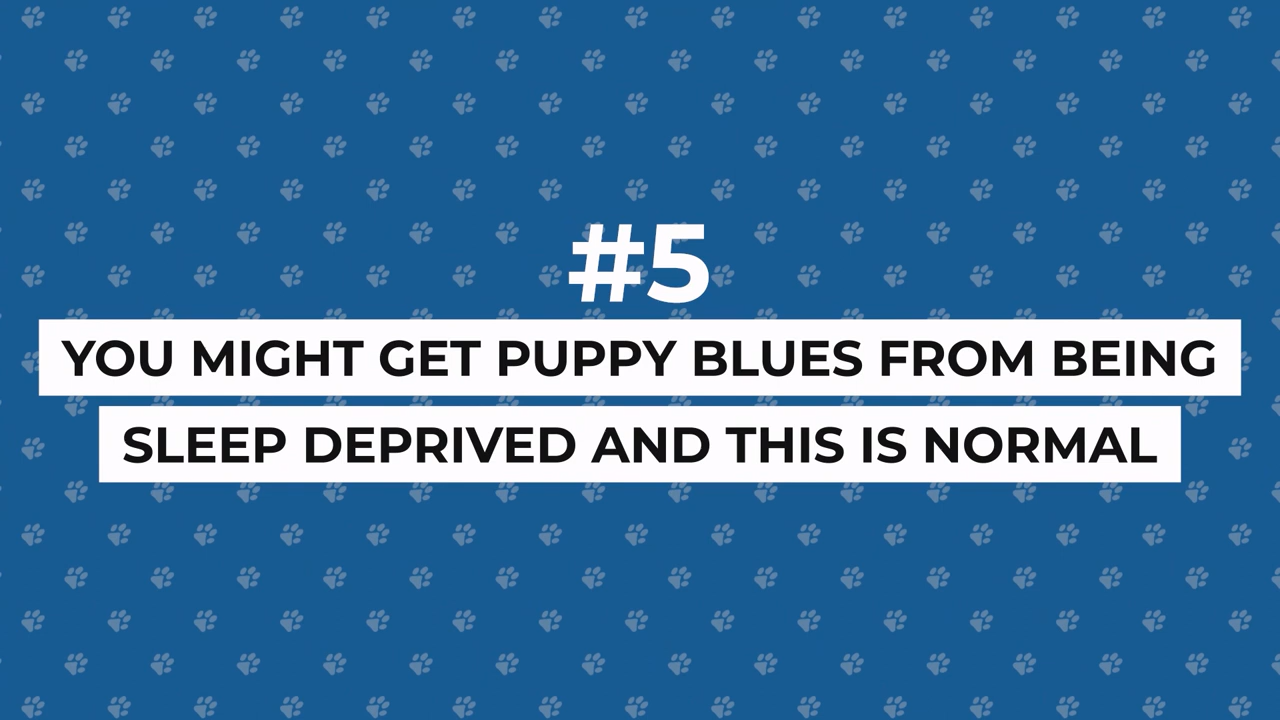 #5
YOU MIGHT GET PUPPY BLUES FROM BEING
SLEEP DEPRIVED AND THIS IS NORMAL